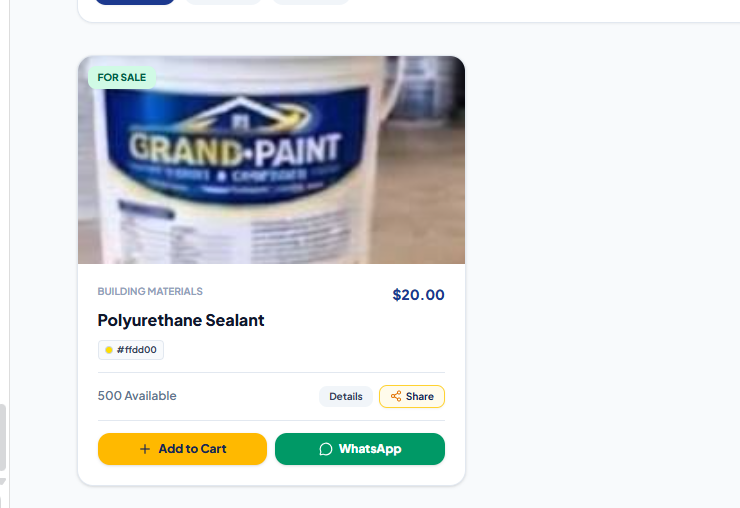 FOR SALE
GRAND•PAINT
BUILDING MATERIALS
$20.00
Polyurethane Sealant
#ffdd00
500 Available
Details
Share
Add to Cart
WhatsApp